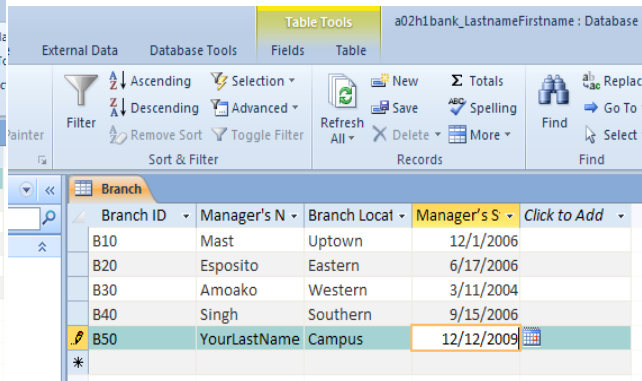 Table Tools
a02h1bank_LastnameFirstname : Database
External Data Database Tools Fields Table
Ascending Selection New Σ Totals Replac
Descending Advanced Save Spelling Go To
Filter Remove Sort Toggle Filter Refresh All Delete More Find Select
Painter
Sort & Filter Records Find
Branch
Branch ID Manager's N Branch Locat Manager's S Click to Add
B10 Mast Uptown 12/1/2006
B20 Esposito Eastern 6/17/2006
B30 Amoako Western 3/11/2004
B40 Singh Southern 9/15/2006
B50 YourLastName Campus 12/12/2009